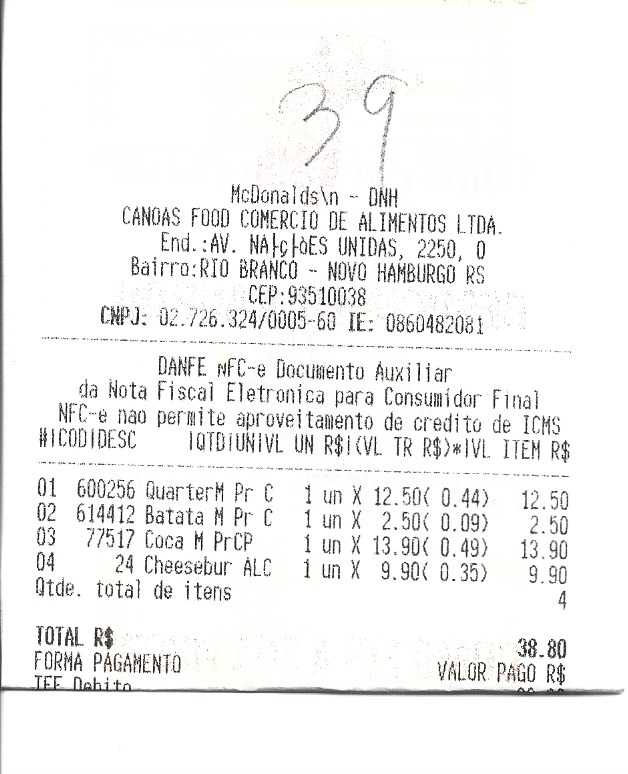 39
McDonalds\n - DNH
CANOAS FOOD COMERCIO DE ALIMENTOS LTDA.
End.:AV. NA├ç├òES UNIDAS, 2250, 0
Bairro:RIO BRANCO - NOVO HAMBURGO RS
CEP:93510038
CNPJ: 02.726.324/0005-60 IE: 0860482081
DANFE NFC-e Documento Auxiliar
da Nota Fiscal Eletronica para Consumidor Final
NFC-e nao permite aproveitamento de credito de ICMS
#|COD|DESC |QTD|UN|VL UN R$|(VL TR R$)*|VL ITEM R$
01 600256 QuarterM Pr C 1 un X 12.50( 0.44) 12.50
02 614412 Batata M Pr C 1 un X 2.50( 0.09) 2.50
03 77517 Coca M PrCP 1 un X 13.90( 0.49) 13.90
04 24 Cheesebur ALC 1 un X 9.90( 0.35) 9.90
Qtde. total de itens 4
TOTAL R$ 38.80
FORMA PAGAMENTO VALOR PAGO R$
TEF Debito